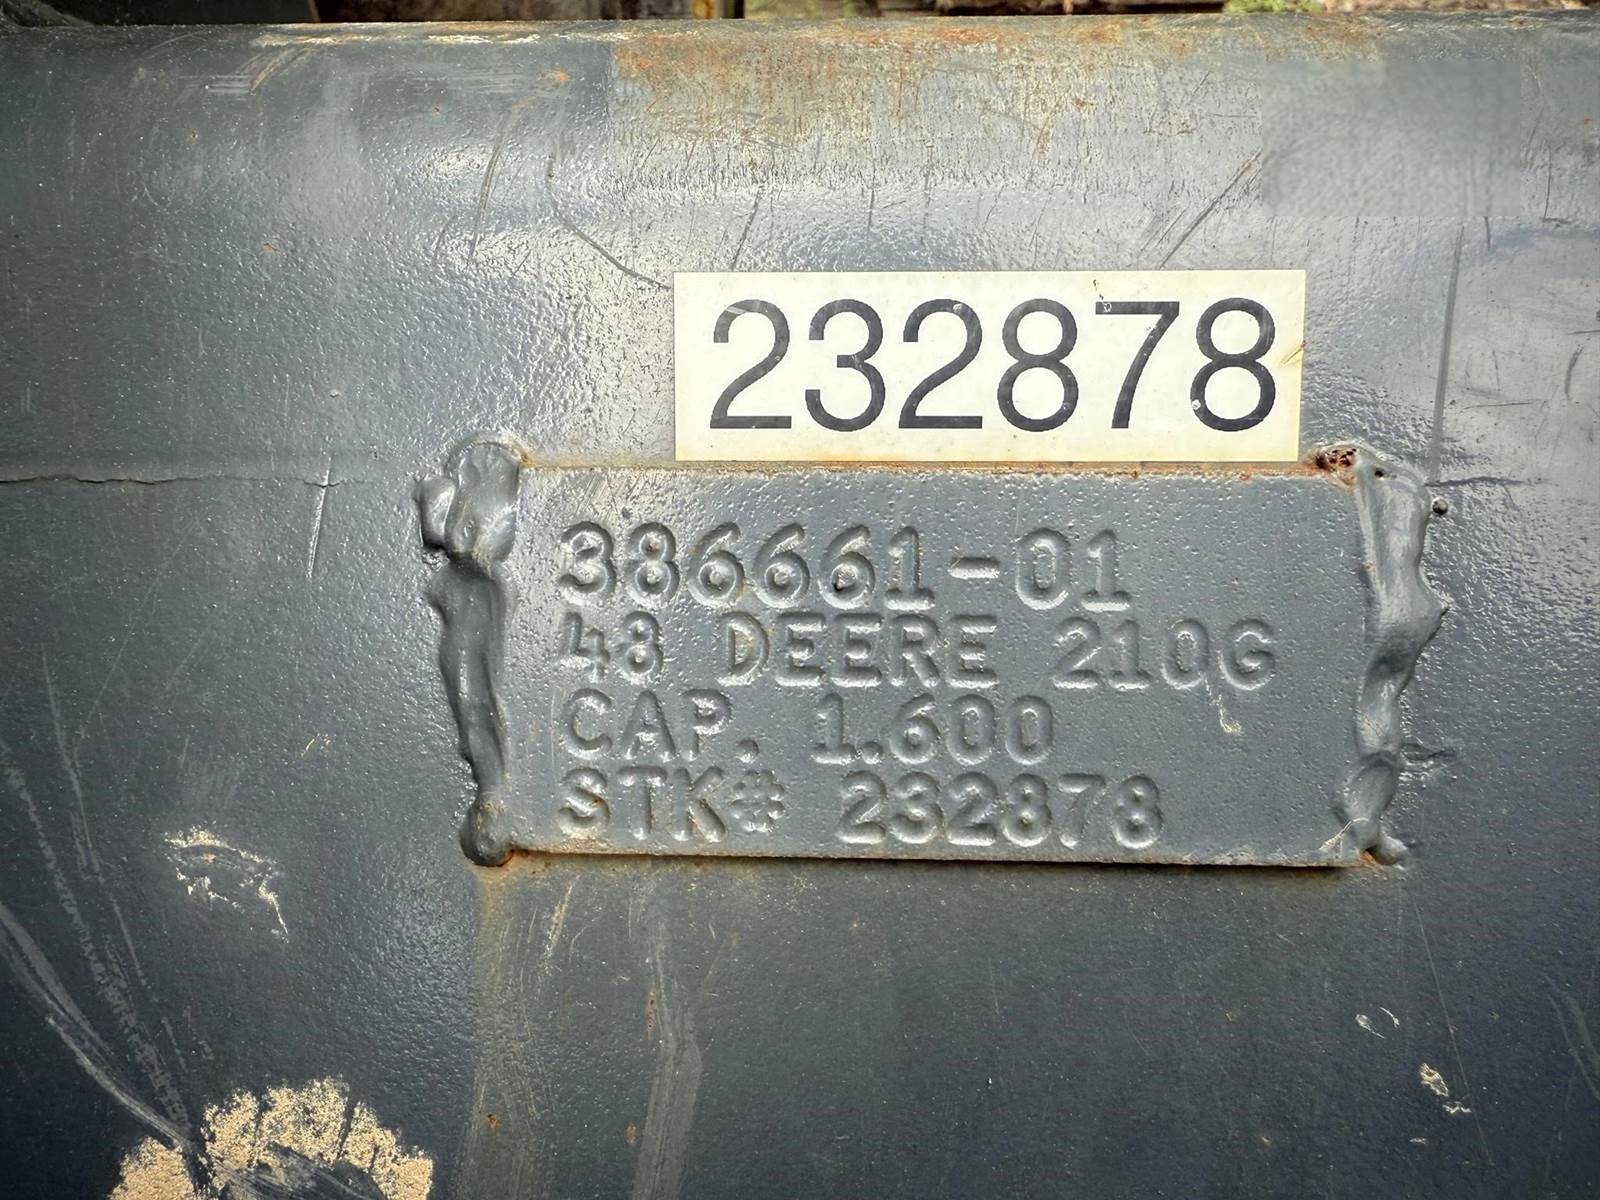 232878
386661-01
48 DEERE 210G
CAP. 1.600
STK# 232878